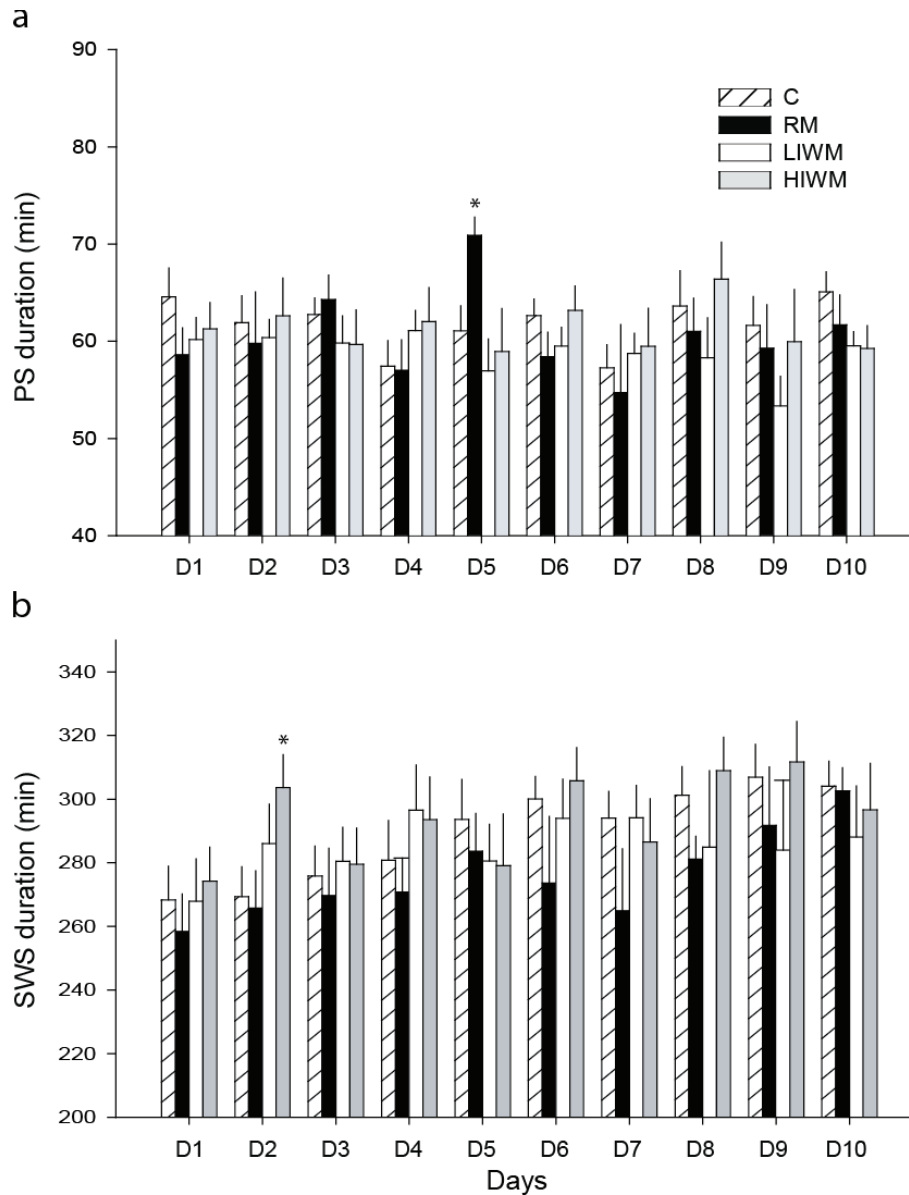 a
90
80
70
60
50
40
PS duration (min)
C
RM
LIWM
HIWM
*
D1 D2 D3 D4 D5 D6 D7 D8 D9 D10
b
340
320
300
280
260
240
220
200
SWS duration (min)
*
D1 D2 D3 D4 D5 D6 D7 D8 D9 D10
Days